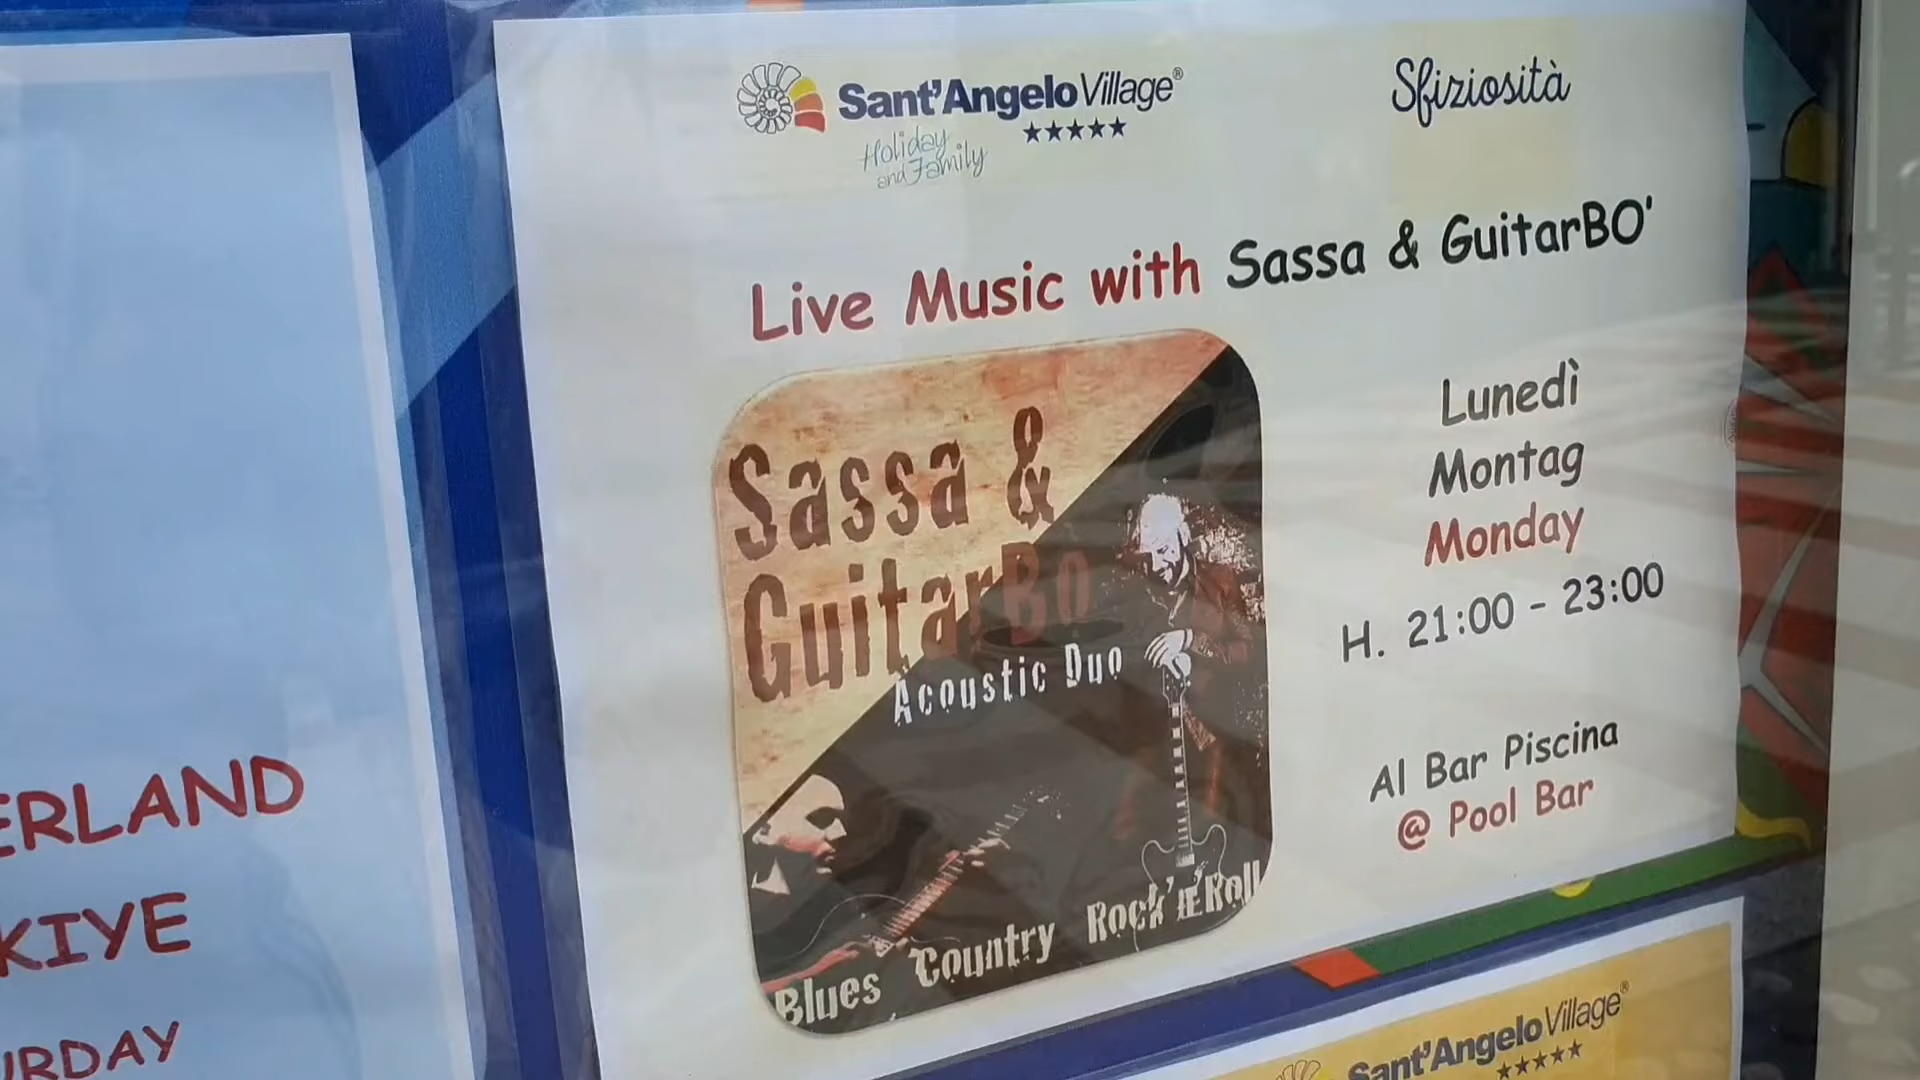 Sant'Angelo Village®
★★★★★
Holiday
and Family
Sfiziosità
Live Music with Sassa & GuitarBO'
Sassa &
GuitarBo
Acoustic Duo
Blues Country Rock'n'Roll
Lunedì
Montag
Monday
H. 21:00 - 23:00
Al Bar Piscina
@ Pool Bar
ERLAND
KIYE
URDAY
Sant'Angelo Village®
★★★★★